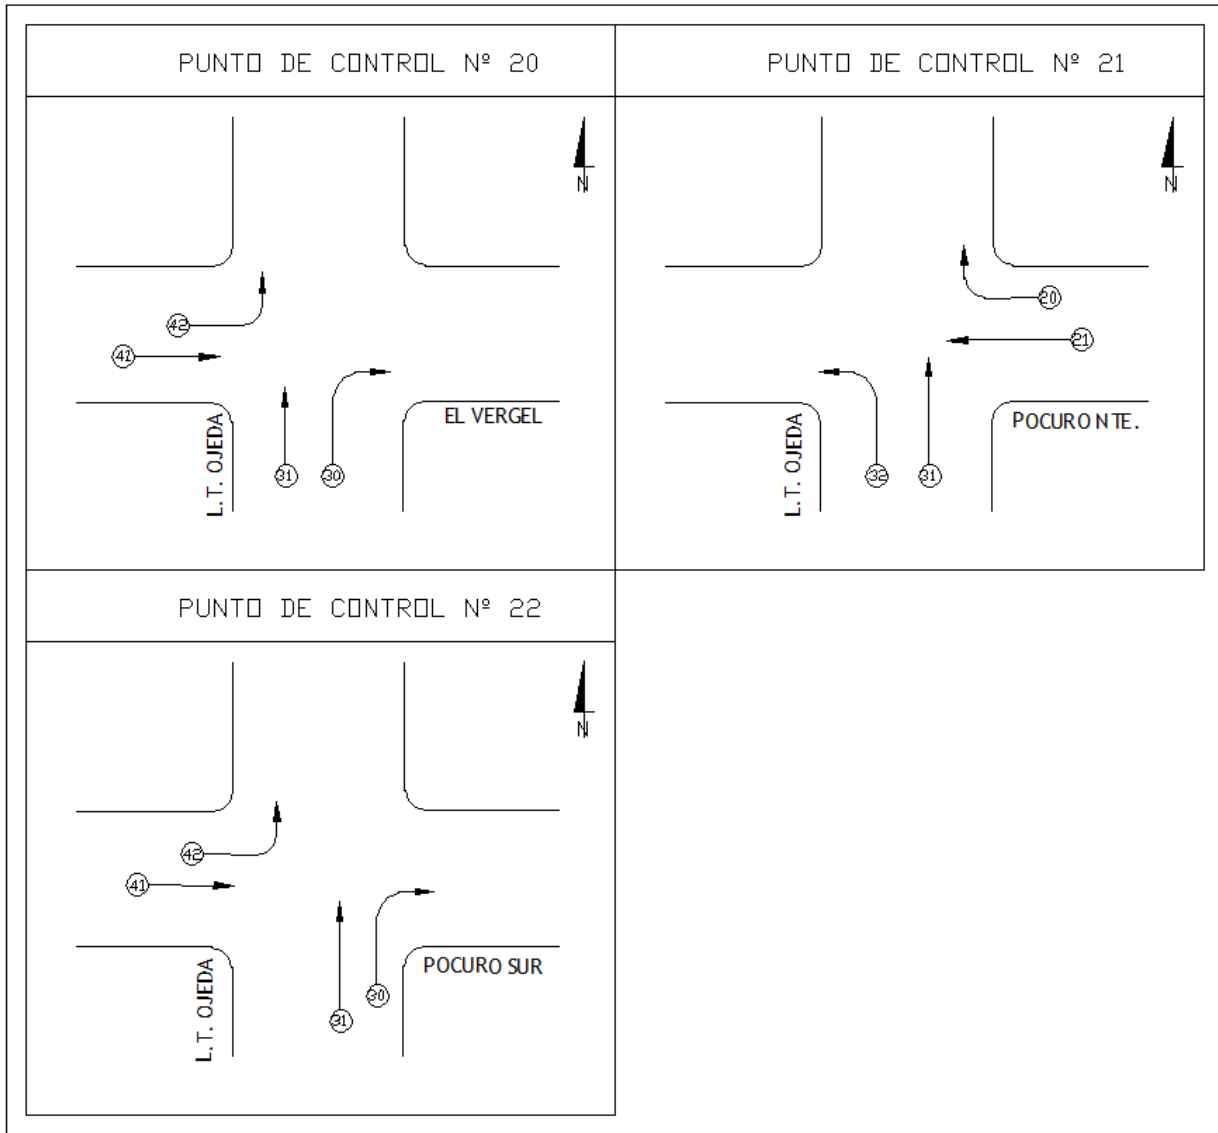 PUNTO DE CONTROL Nº 20
N
42
41
EL VERGEL
L.T. OJEDA
31
30
PUNTO DE CONTROL Nº 21
N
20
21
POCURO NTE.
L.T. OJEDA
32
31
PUNTO DE CONTROL Nº 22
N
42
41
POCURO SUR
L.T. OJEDA
30
31